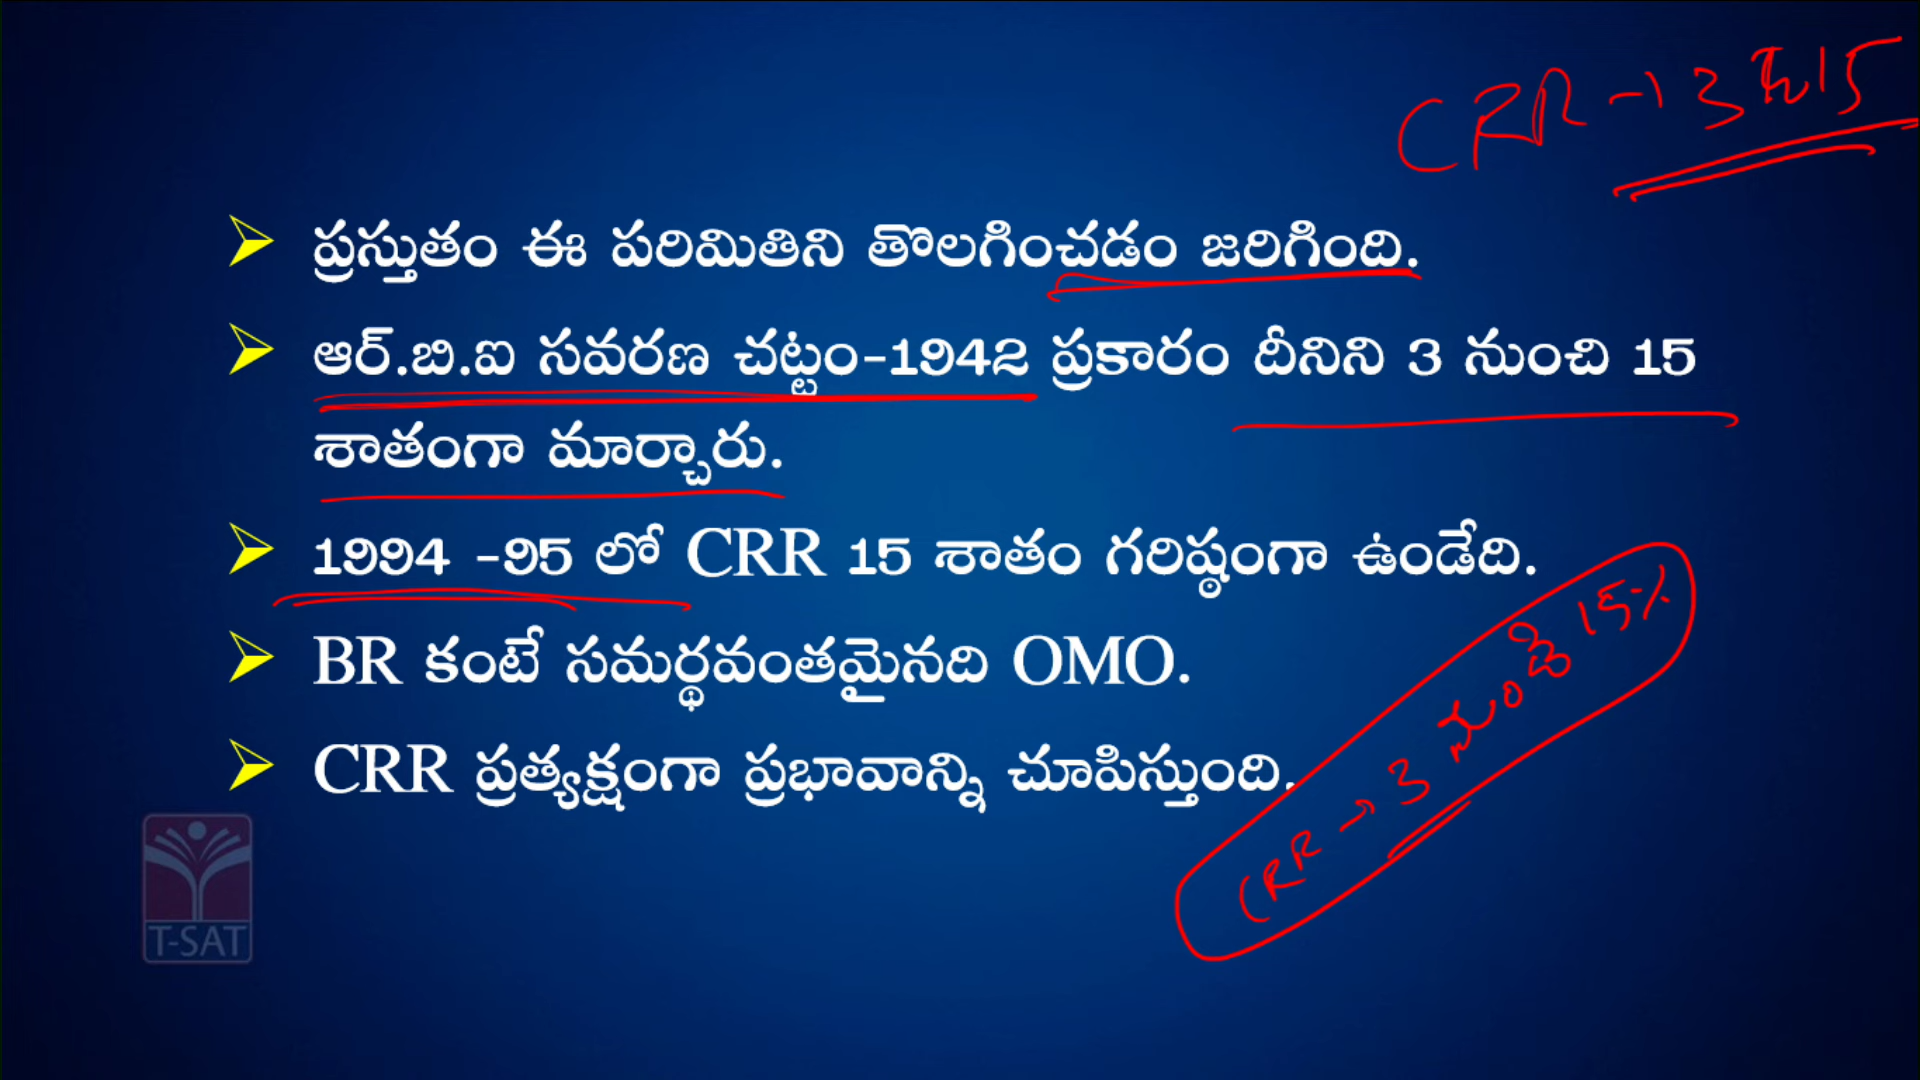 CRR → 3 to 15
ప్రస్తుతం ఈ పరిమితిని తొలగించడం జరిగింది.
ఆర్.బి.ఐ సవరణ చట్టం-1942 ప్రకారం దీనిని 3 నుంచి 15
శాతంగా మార్చారు.
1994 -95 లో CRR 15 శాతం గరిష్ఠంగా ఉండేది.
BR కంటే సమర్థవంతమైనది OMO.
CRR ప్రత్యక్షంగా ప్రభావాన్ని చూపిస్తుంది.
CRR → 3 నుండి 15%
T-SAT